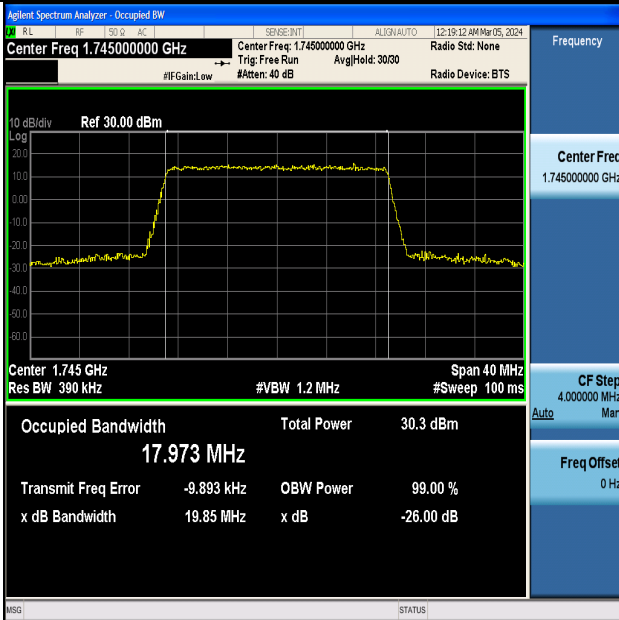 Agilent Spectrum Analyzer - Occupied BW
LXI RL RF 50 Ω AC SENSE:INT ALIGN AUTO 12:19:12 AM Mar 05, 2024
Center Freq 1.745000000 GHz
Center Freq: 1.745000000 GHz Radio Std: None
Trig: Free Run Avg|Hold: 30/30
#IFGain:Low #Atten: 40 dB Radio Device: BTS
10 dB/div Ref 30.00 dBm
Log
20.0
10.0
0.00
-10.0
-20.0
-30.0
-40.0
-50.0
-60.0
Center 1.745 GHz Span 40 MHz
Res BW 390 kHz #VBW 1.2 MHz #Sweep 100 ms
Occupied Bandwidth Total Power 30.3 dBm
17.973 MHz
Transmit Freq Error -9.893 kHz OBW Power 99.00 %
x dB Bandwidth 19.85 MHz x dB -26.00 dB
MSG STATUS
Frequency
Center Freq
1.745000000 GHz
CF Step
4.000000 MHz
Auto Man
Freq Offset
0 Hz